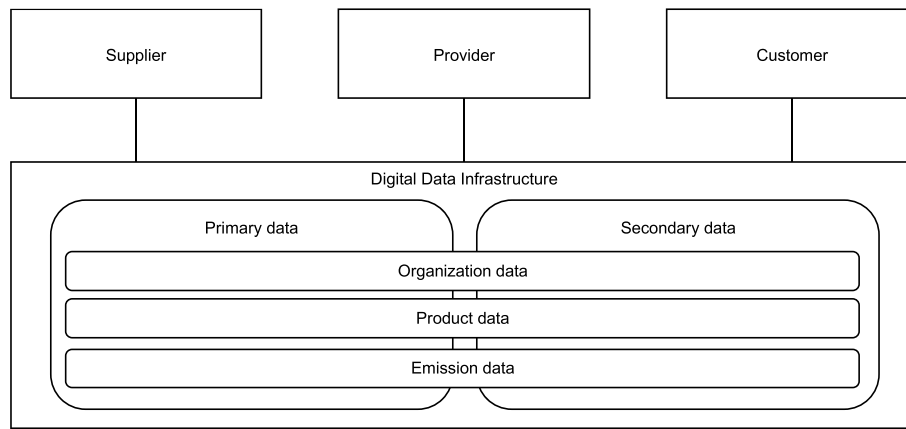 Supplier
Provider
Customer
Digital Data Infrastructure
Primary data
Secondary data
Organization data
Product data
Emission data